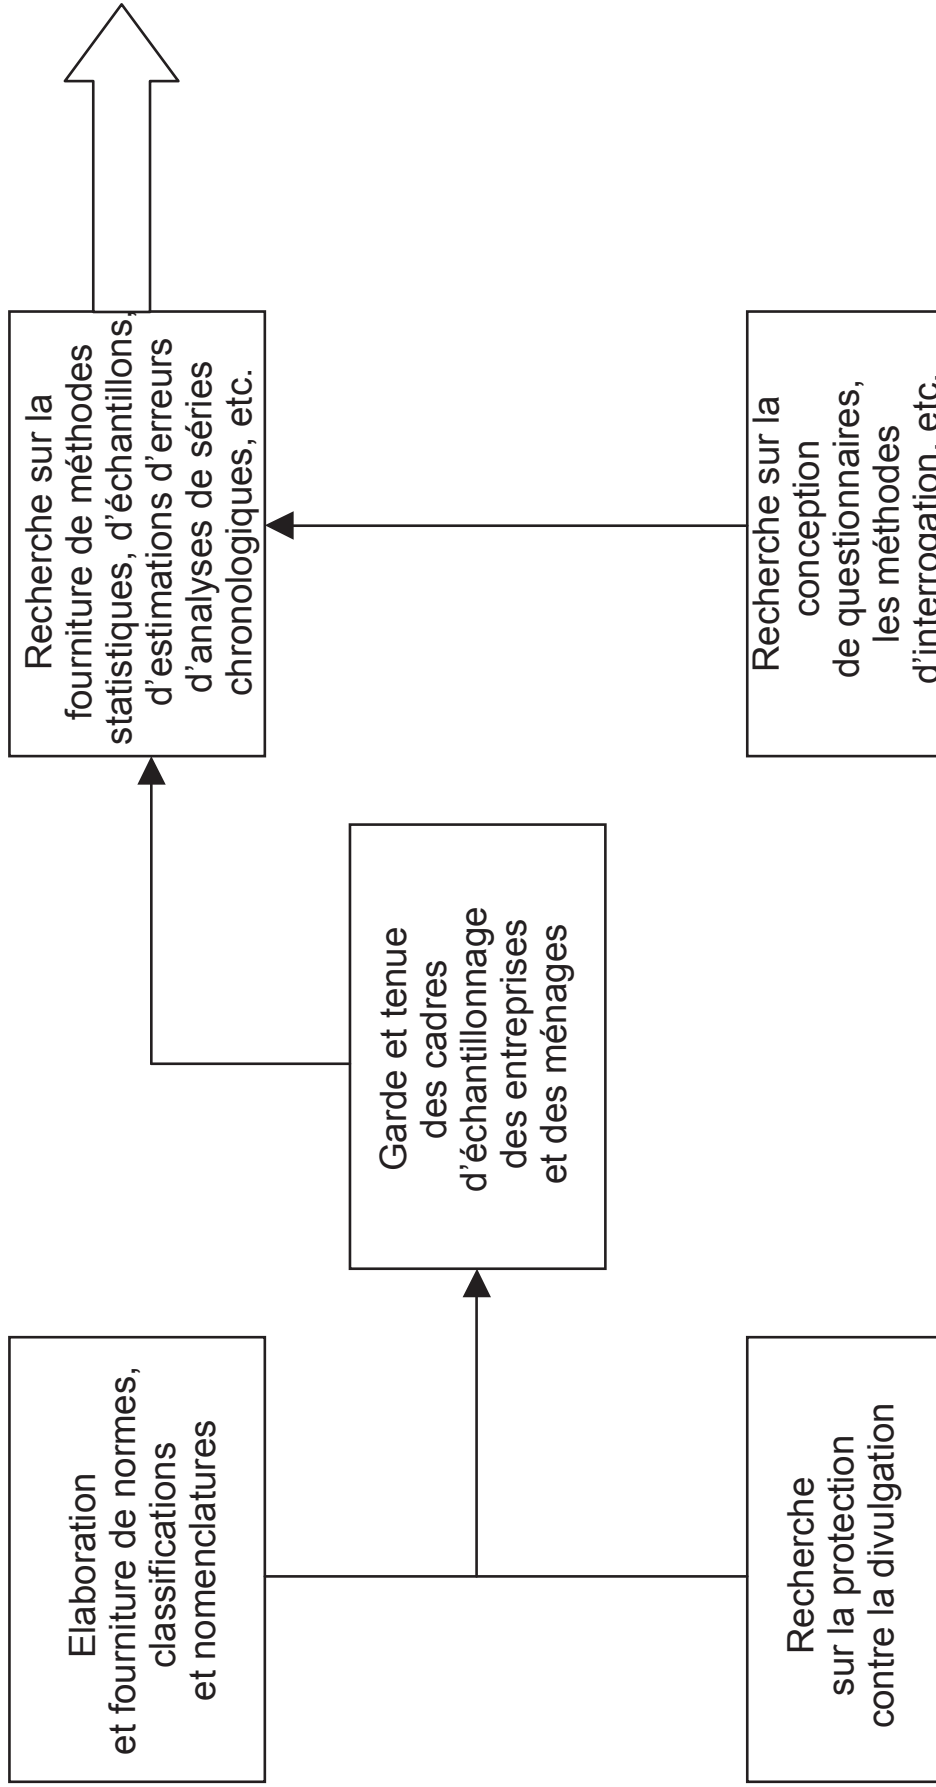 Elaboration
et fourniture de normes,
classifications
et nomenclatures
Recherche
sur la protection
contre la divulgation
Garde et tenue
des cadres
d'échantillonnage
des entreprises
et des ménages
Recherche sur la
fourniture de méthodes
statistiques, d'échantillons,
d'estimations d'erreurs
d'analyses de séries
chronologiques, etc.
Recherche sur la
conception
de questionnaires,
les méthodes
d'interrogation, etc.